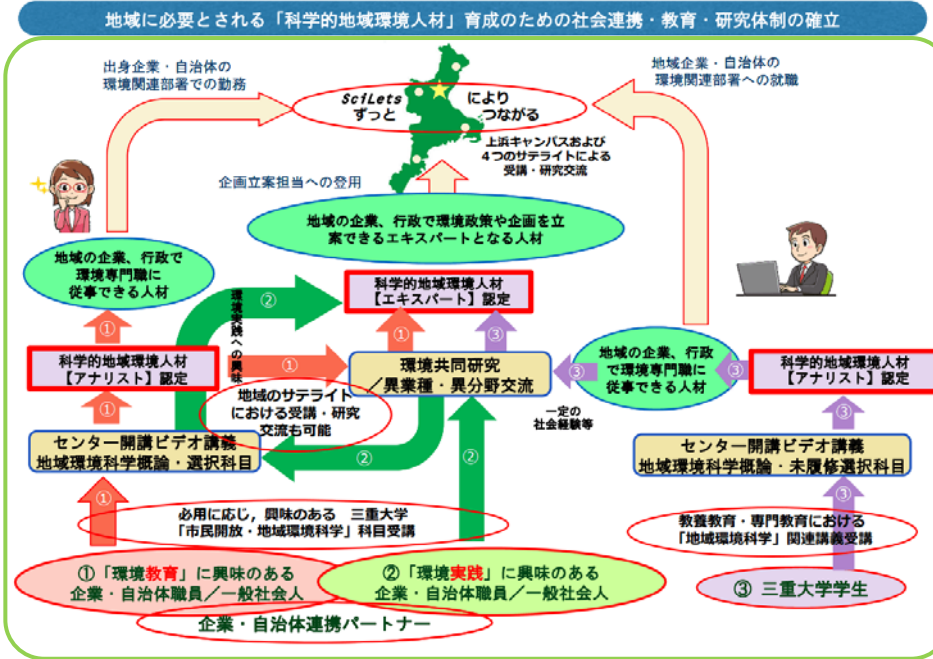 地域に必要とされる「科学的地域環境人材」育成のための社会連携・教育・研究体制の確立
出身企業・自治体の
環境関連部署での勤務
地域企業・自治体の
環境関連部署への就職
SciLets により
ずっと つながる
上浜キャンパスおよび
4つのサテライトによる
受講・研究交流
企画立案担当への登用
地域の企業、行政で環境政策や企画を立
案できるエキスパートとなる人材
地域の企業、行政で
環境専門職に
従事できる人材
科学的地域環境人材
【エキスパート】認定
②
環境実践への興味
①
①
③
科学的地域環境人材
【アナリスト】認定
①
環境共同研究
/異業種・異分野交流
③
地域の企業、行政
で環境専門職に
従事できる人材
③
科学的地域環境人材
【アナリスト】認定
①
地域のサテライト
における受講・研究
交流も可能
一定の
社会経験等
③
センター開講ビデオ講義
地域環境科学概論・選択科目
②
②
センター開講ビデオ講義
地域環境科学概論・未履修選択科目
①
③
必用に応じ，興味のある 三重大学
「市民開放・地域環境科学」科目受講
教養教育・専門教育における
「地域環境科学」関連講義受講
①「環境教育」に興味のある
企業・自治体職員／一般社会人
②「環境実践」に興味のある
企業・自治体職員／一般社会人
③ 三重大学学生
企業・自治体連携パートナー